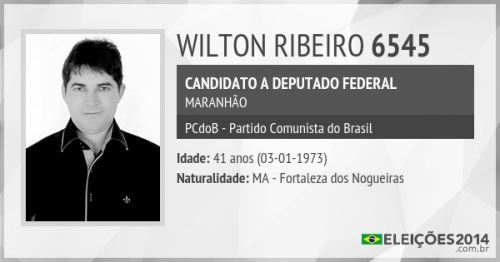 WILTON RIBEIRO 6545
CANDIDATO A DEPUTADO FEDERAL
MARANHÃO
PCdoB - Partido Comunista do Brasil
Idade: 41 anos (03-01-1973)
Naturalidade: MA - Fortaleza dos Nogueiras
ELEIÇÕES2014
.com.br